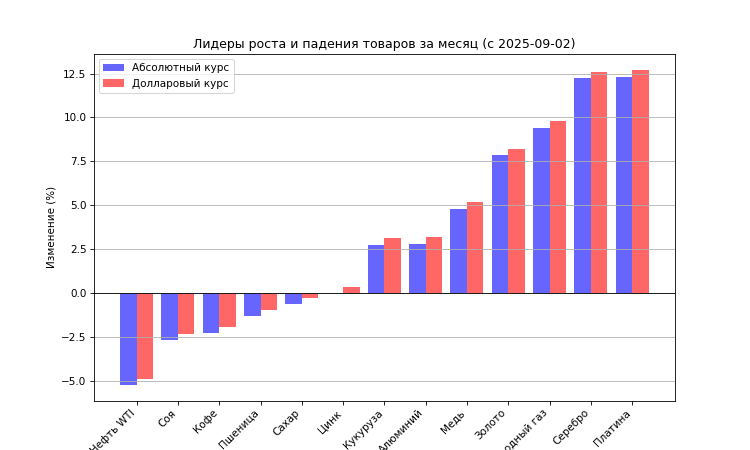 Лидеры роста и падения товаров за месяц (с 2025-09-02)
Абсолютный курс
Долларовый курс
Изменение (%)
12.5
10.0
7.5
5.0
2.5
0.0
−2.5
−5.0
Нефть WTI
Соя
Кофе
Пшеница
Сахар
Цинк
Кукуруза
Алюминий
Медь
Золото
одный газ
Серебро
Платина